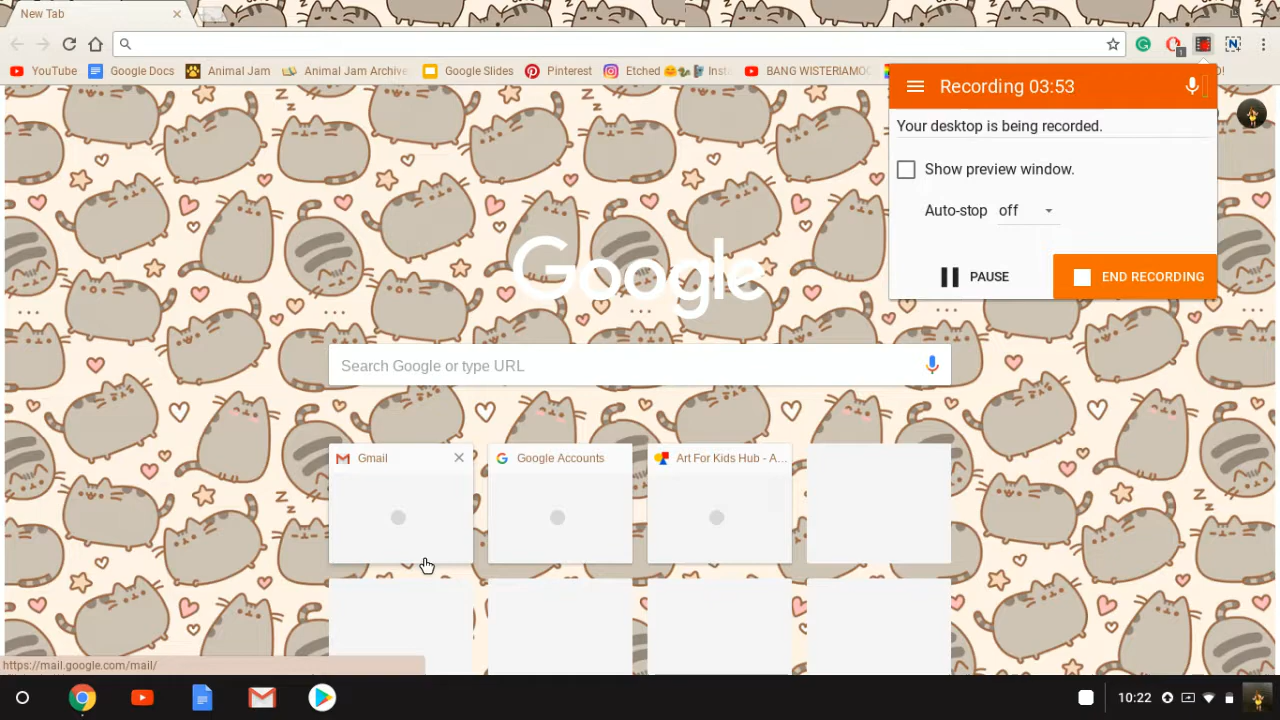 New Tab
YouTube Google Docs Animal Jam Animal Jam Archive Google Slides Pinterest Etched Inst BANG WISTERIAMOO
Recording 03:53
Your desktop is being recorded.
Show preview window.
Auto-stop off
PAUSE END RECORDING
Google
Search Google or type URL
Gmail Google Accounts Art For Kids Hub - A...
https://mail.google.com/mail/
10:22